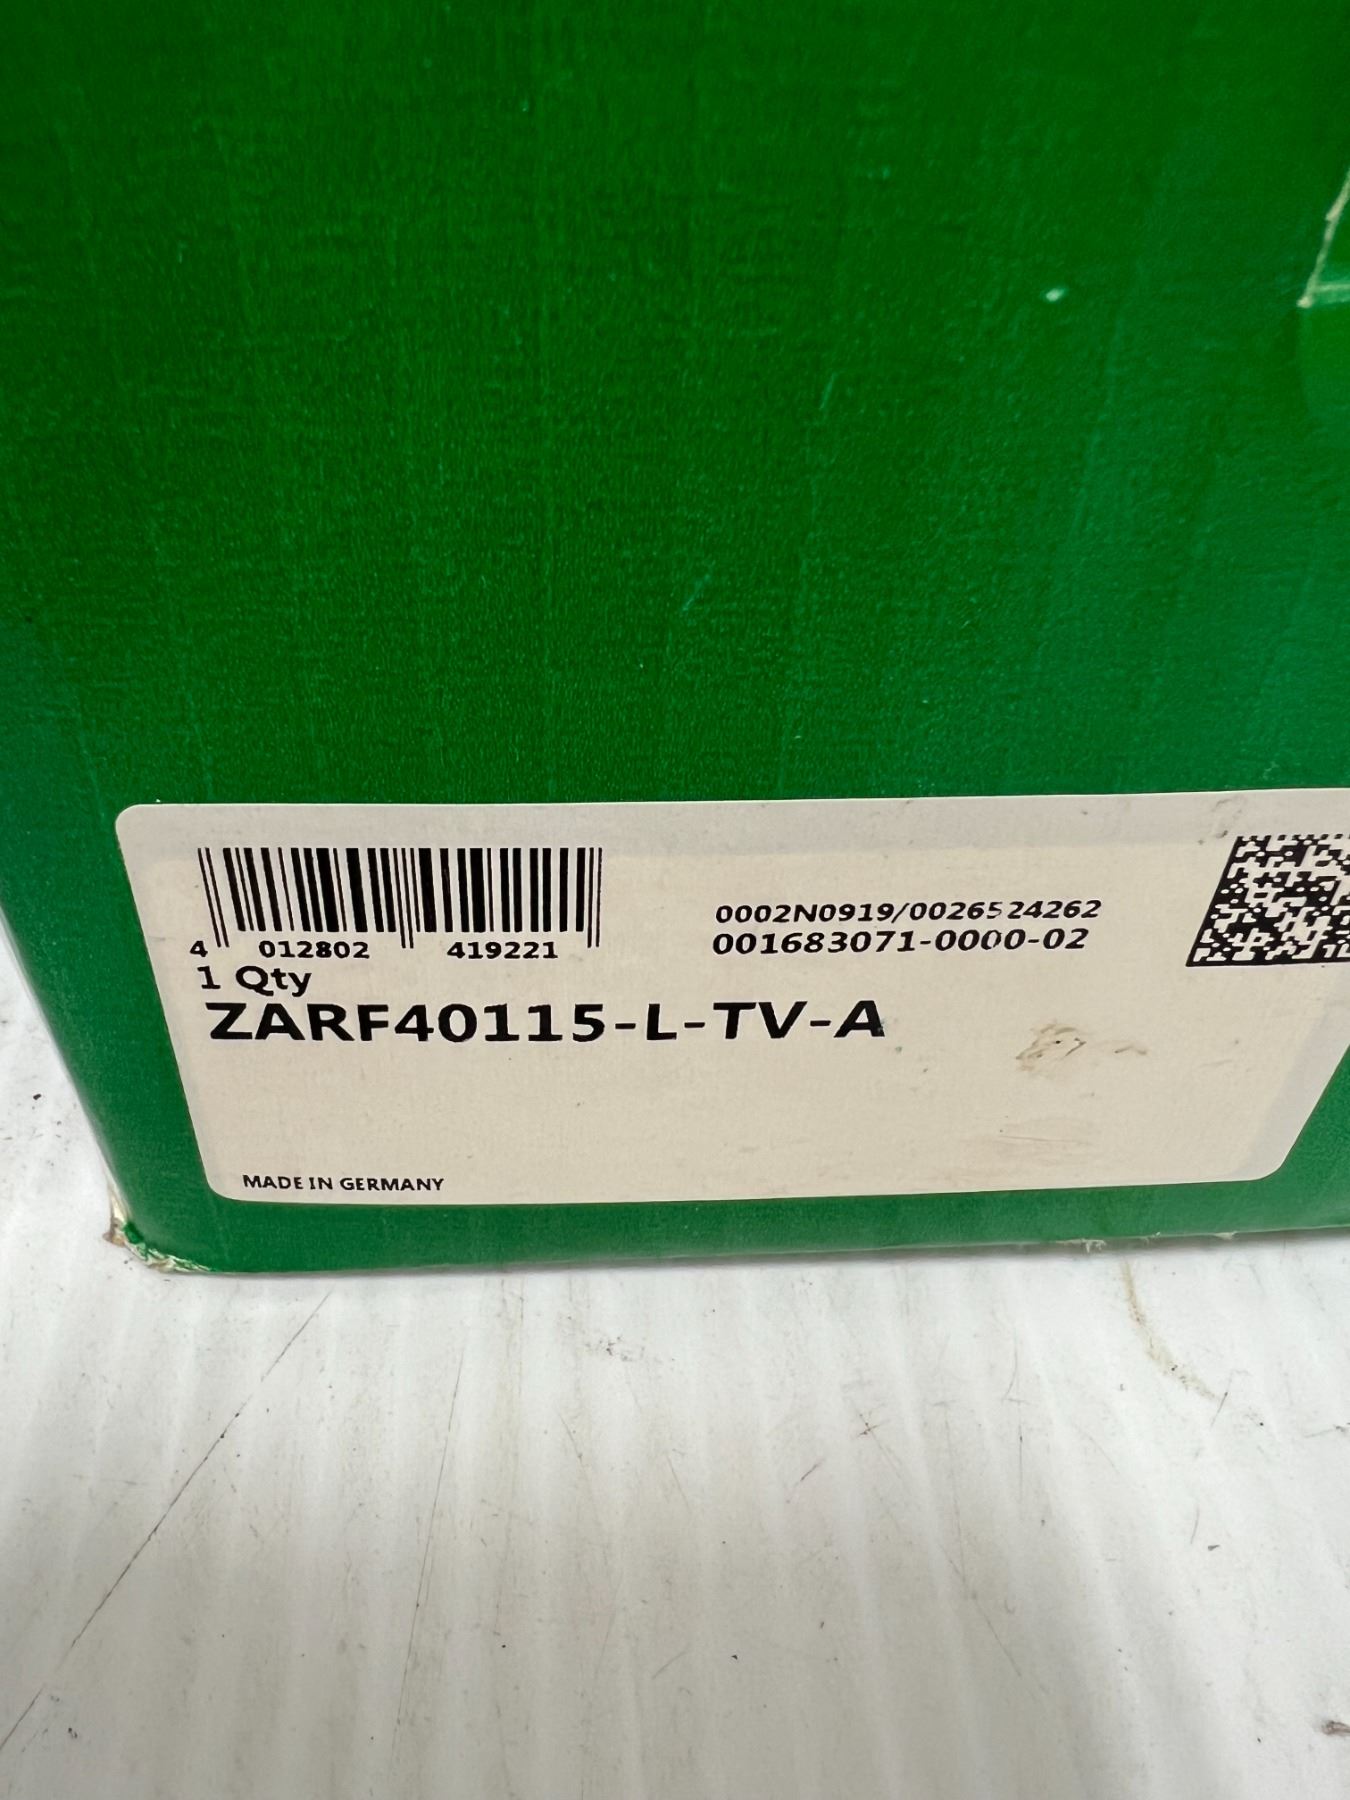 0002N0919/0026524262
001683071-0000-02
4 012802 419221
1 Qty
ZARF40115-L-TV-A
MADE IN GERMANY